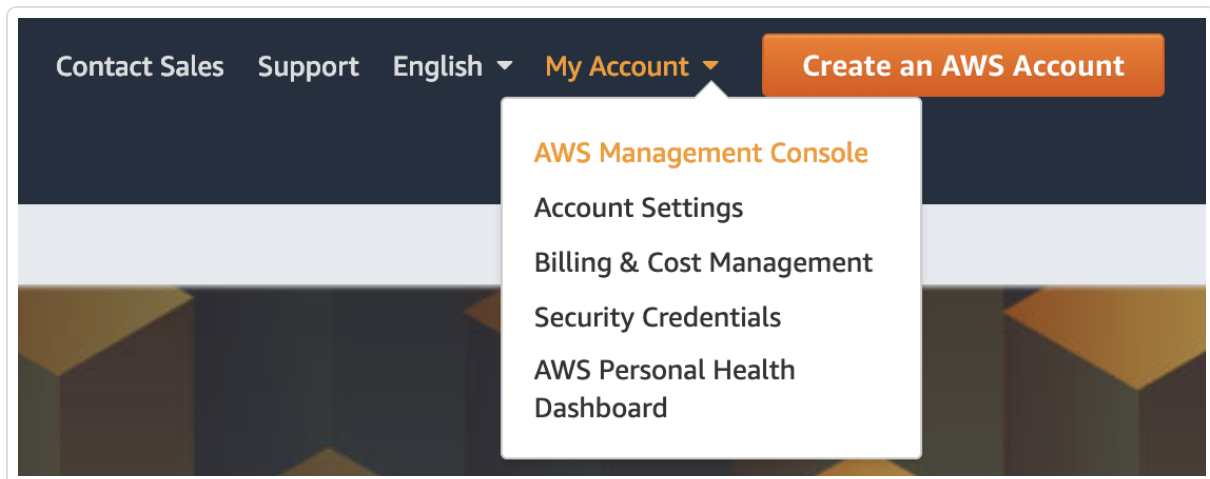 Contact Sales Support English My Account Create an AWS Account
AWS Management Console
Account Settings
Billing & Cost Management
Security Credentials
AWS Personal Health
Dashboard